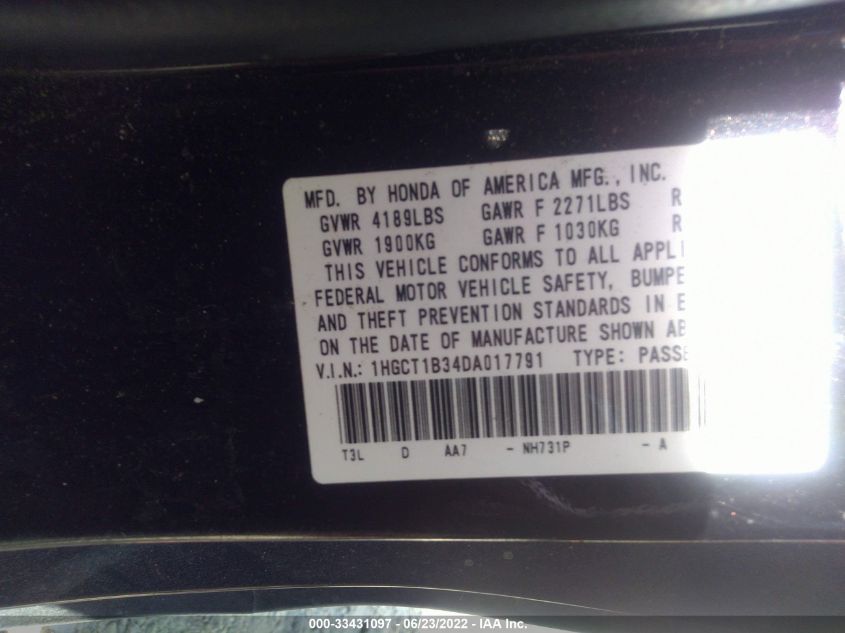 MFD. BY HONDA OF AMERICA MFG., INC.
GVWR 4189LBS GAWR F 2271LBS R
GVWR 1900KG GAWR F 1030KG R
THIS VEHICLE CONFORMS TO ALL APPLI
FEDERAL MOTOR VEHICLE SAFETY, BUMPE
AND THEFT PREVENTION STANDARDS IN E
ON THE DATE OF MANUFACTURE SHOWN AB
V.I.N.: 1HGCT1B34DA017791 TYPE: PASSE
T3L D AA7 - NH731P - A
000-33431097 - 06/23/2022 - IAA Inc.